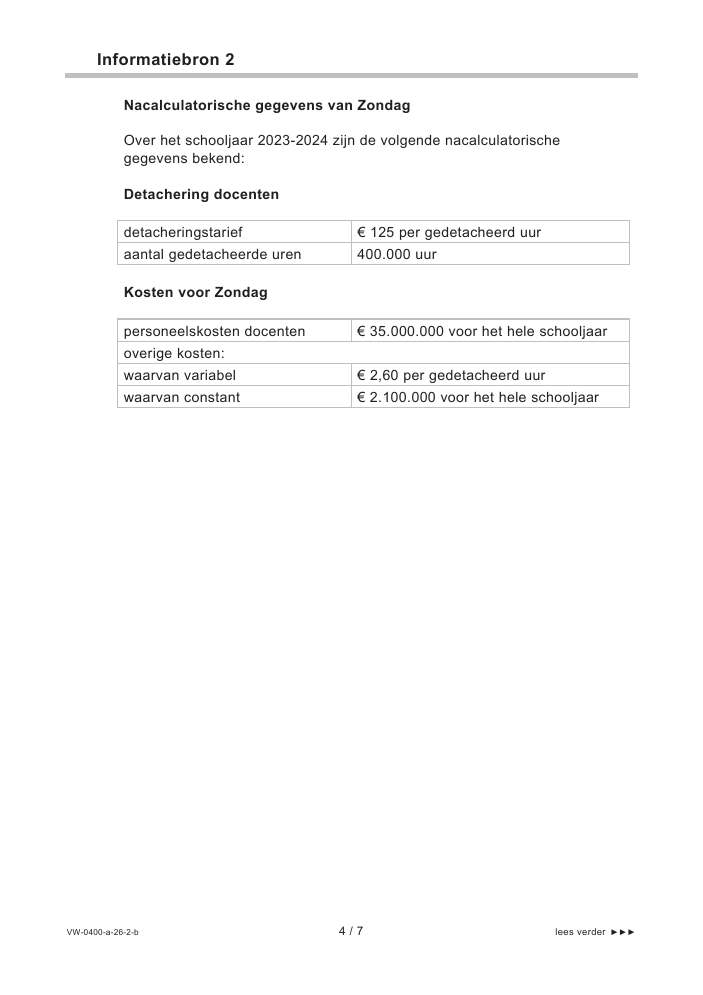 Informatiebron 2
Nacalculatorische gegevens van Zondag
Over het schooljaar 2023-2024 zijn de volgende nacalculatorische
gegevens bekend:
Detachering docenten
detacheringstarief € 125 per gedetacheerd uur
aantal gedetacheerde uren 400.000 uur
Kosten voor Zondag
personeelskosten docenten € 35.000.000 voor het hele schooljaar
overige kosten:
waarvan variabel € 2,60 per gedetacheerd uur
waarvan constant € 2.100.000 voor het hele schooljaar
VW-0400-a-26-2-b 4 / 7 lees verder ►►►